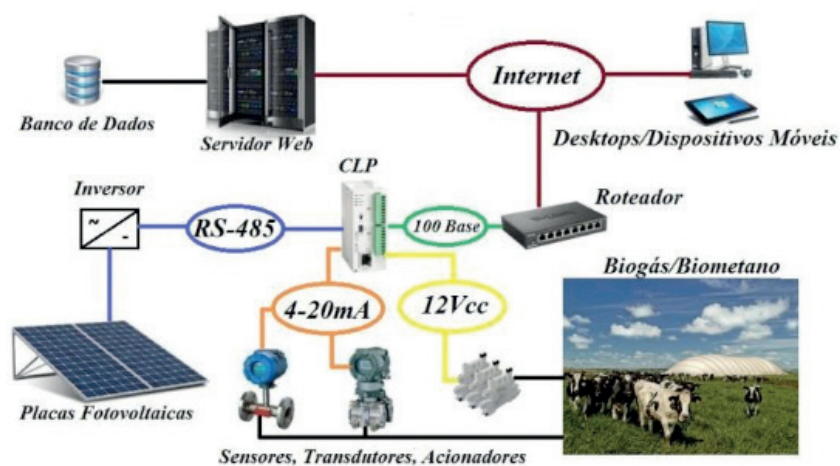 Internet
Banco de Dados
Servidor Web
Desktops/Dispositivos Móveis
CLP
Inversor
Roteador
RS-485
100 Base
Biogás/Biometano
4-20mA
12Vcc
Placas Fotovoltaicas
Sensores, Transdutores, Acionadores